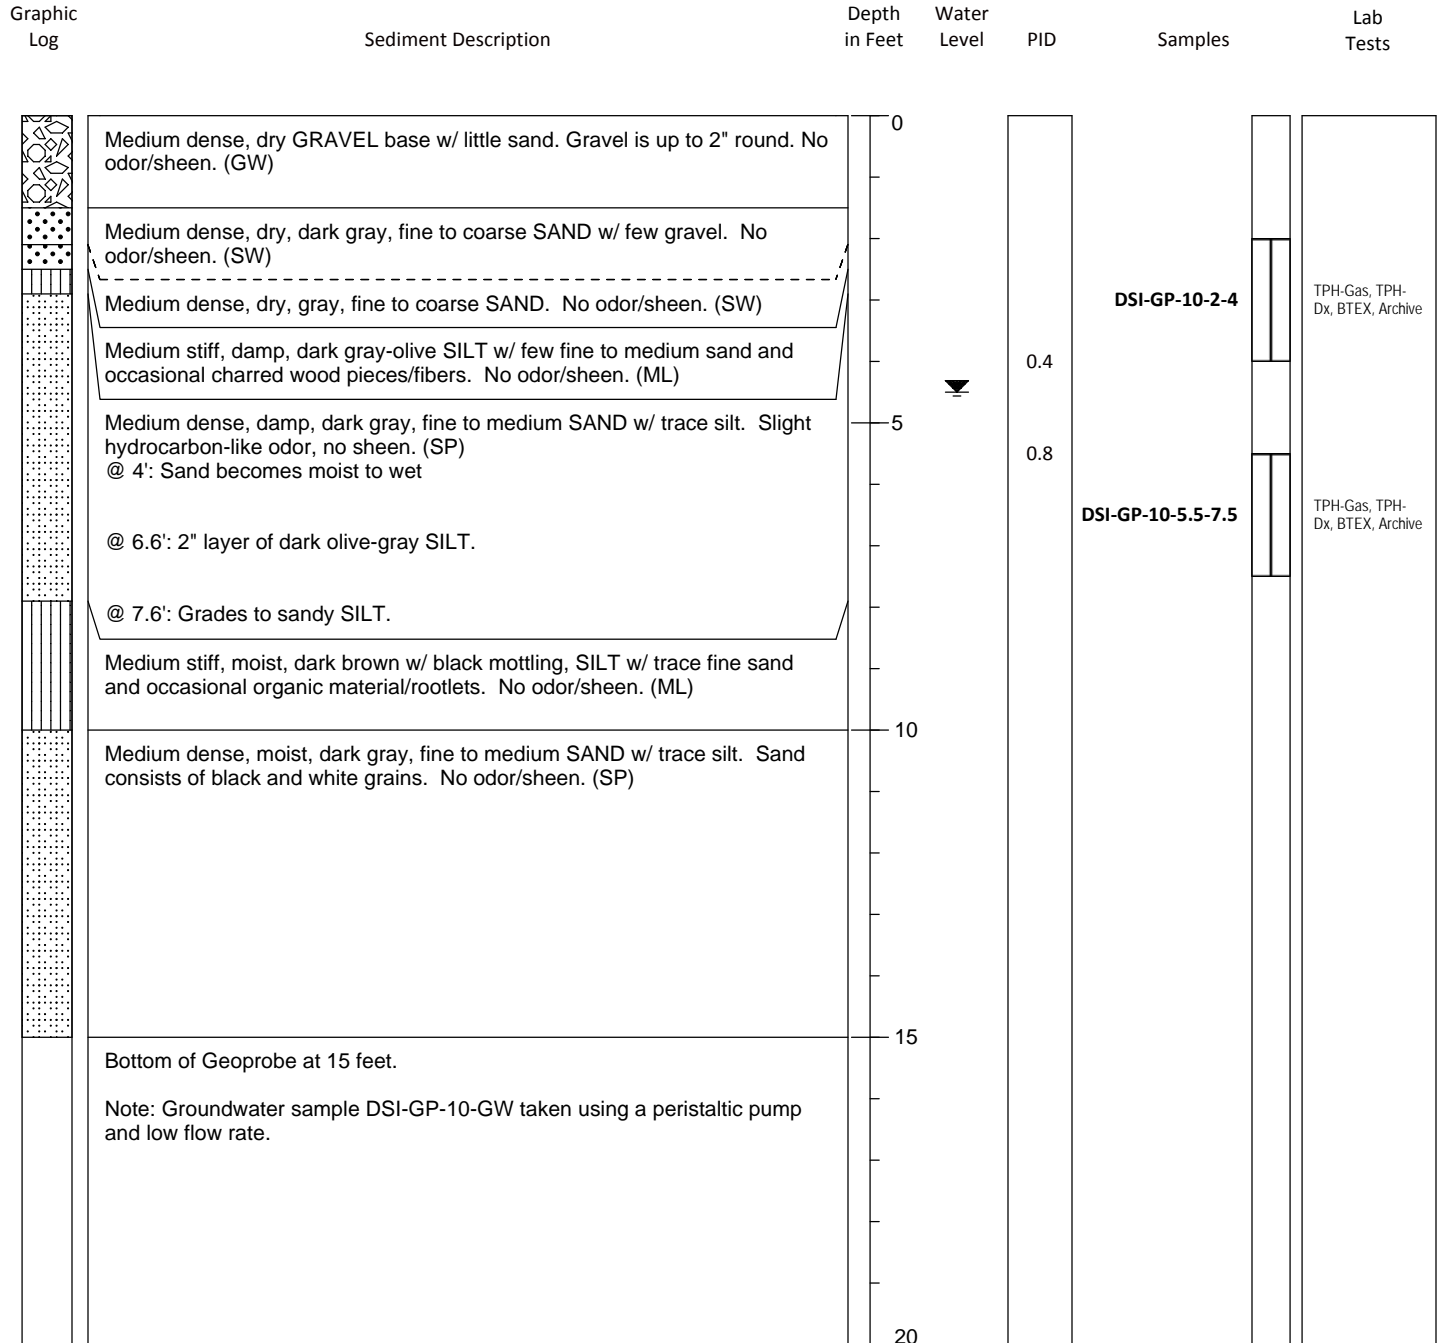 Graphic
Log
Sediment Description
Depth
in Feet
Water
Level
PID
Samples
Lab
Tests
0
Medium dense, dry GRAVEL base w/ little sand. Gravel is up to 2" round. No
odor/sheen. (GW)
Medium dense, dry, dark gray, fine to coarse SAND w/ few gravel. No
odor/sheen. (SW)
Medium dense, dry, gray, fine to coarse SAND. No odor/sheen. (SW)
DSI-GP-10-2-4
TPH-Gas, TPH-
Dx, BTEX, Archive
Medium stiff, damp, dark gray-olive SILT w/ few fine to medium sand and
occasional charred wood pieces/fibers. No odor/sheen. (ML)
0.4
Medium dense, damp, dark gray, fine to medium SAND w/ trace silt. Slight
hydrocarbon-like odor, no sheen. (SP)
@ 4': Sand becomes moist to wet
5
0.8
DSI-GP-10-5.5-7.5
TPH-Gas, TPH-
Dx, BTEX, Archive
@ 6.6': 2" layer of dark olive-gray SILT.
@ 7.6': Grades to sandy SILT.
Medium stiff, moist, dark brown w/ black mottling, SILT w/ trace fine sand
and occasional organic material/rootlets. No odor/sheen. (ML)
10
Medium dense, moist, dark gray, fine to medium SAND w/ trace silt. Sand
consists of black and white grains. No odor/sheen. (SP)
15
Bottom of Geoprobe at 15 feet.
Note: Groundwater sample DSI-GP-10-GW taken using a peristaltic pump
and low flow rate.
20